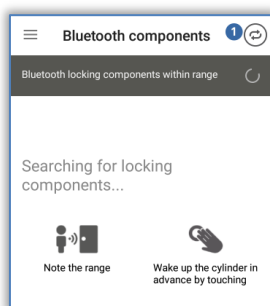 Bluetooth components 1
Bluetooth locking components within range
Searching for locking
components...
Note the range
Wake up the cylinder in
advance by touching